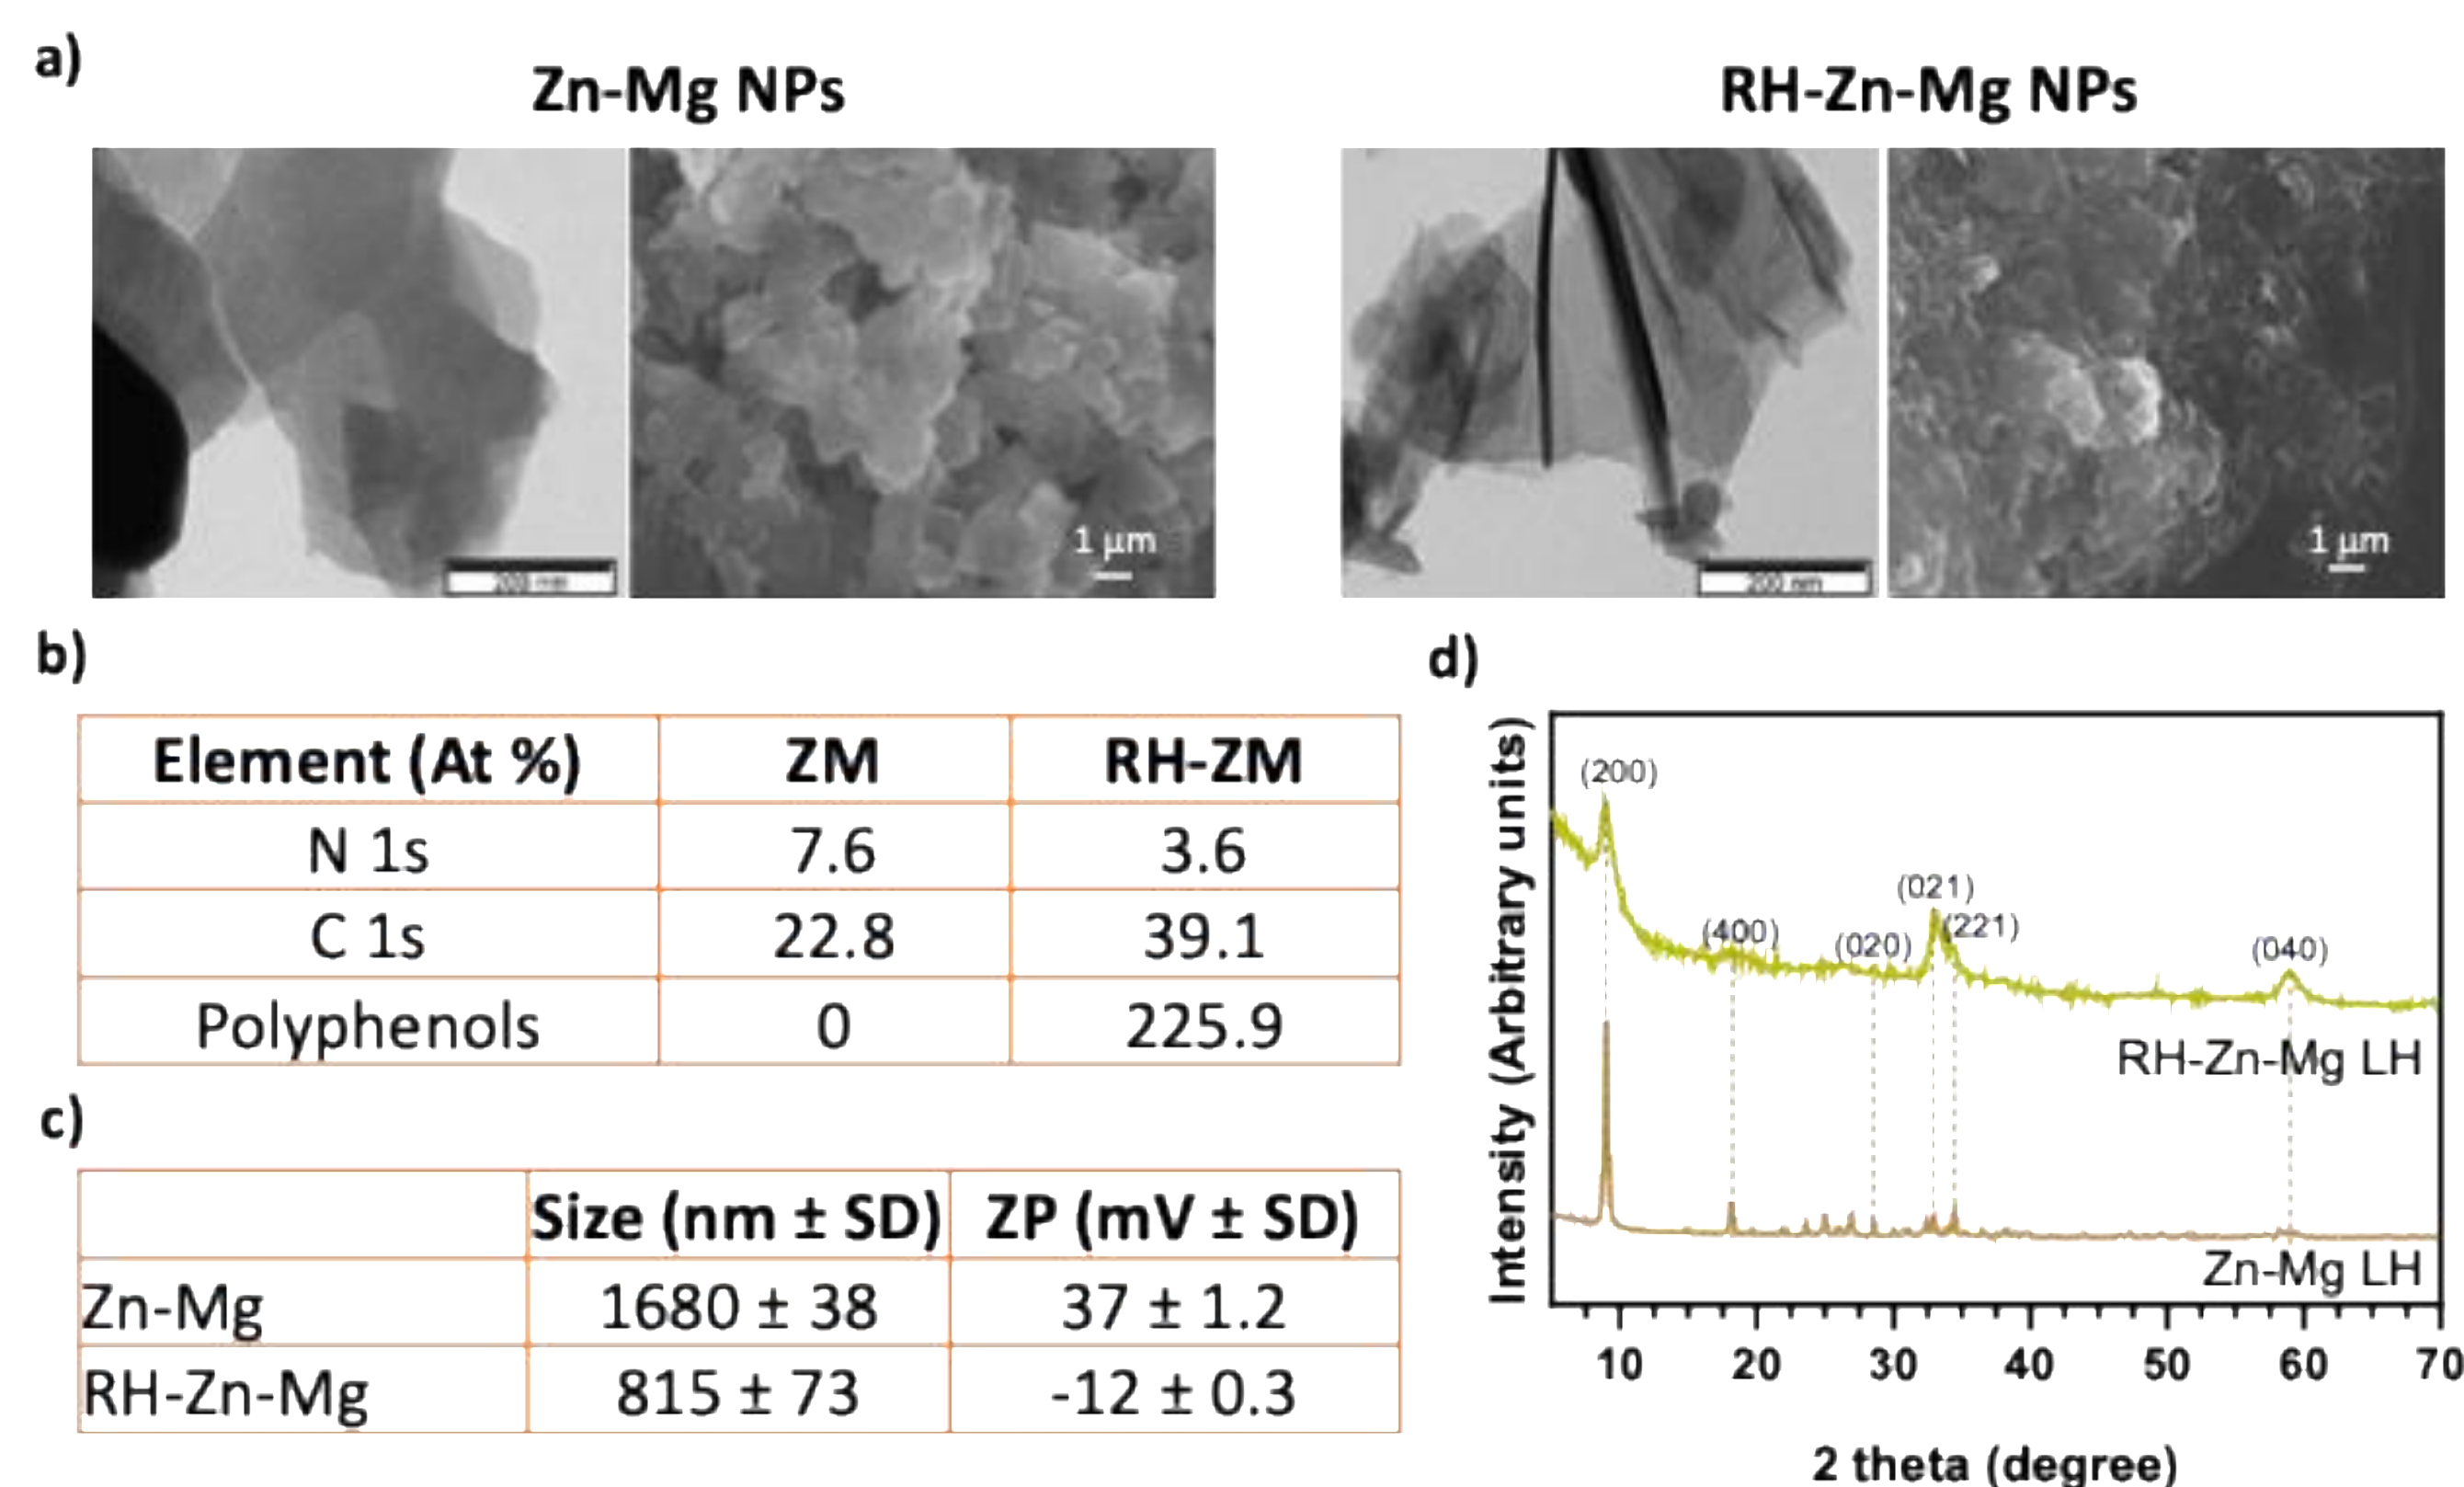 a)
Zn-Mg NPs
RH-Zn-Mg NPs
200 nm
1 µm
200 nm
1 µm
b)
Element (At %) ZM RH-ZM
N 1s 7.6 3.6
C 1s 22.8 39.1
Polyphenols 0 225.9
c)
Size (nm ± SD) ZP (mV ± SD)
Zn-Mg 1680 ± 38 37 ± 1.2
RH-Zn-Mg 815 ± 73 -12 ± 0.3
d)
Intensity (Arbitrary units)
(200)
(400)
(020)
(021)
(221)
(040)
RH-Zn-Mg LH
Zn-Mg LH
10 20 30 40 50 60 70
2 theta (degree)